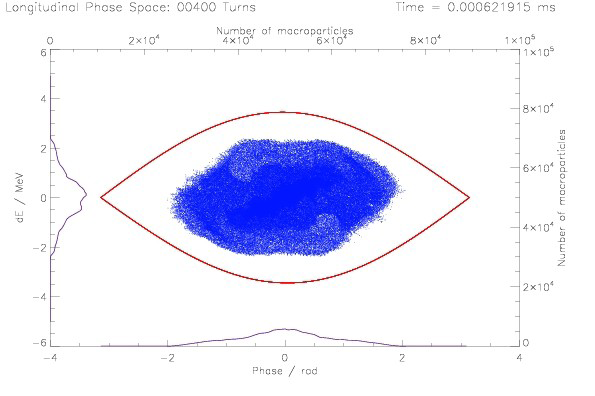 Longitudinal Phase Space: 00400 Turns Time = 0.000621915 ms
Number of macroparticles
0 2×10⁴ 4×10⁴ 6×10⁴ 8×10⁴ 1×10⁵
6 1×10⁵
4 8×10⁴
2 6×10⁴
0
-2 4×10⁴
-4 2×10⁴
-6 0
dE / MeV
Number of macroparticles
-4 -2 0 2 4
Phase / rad